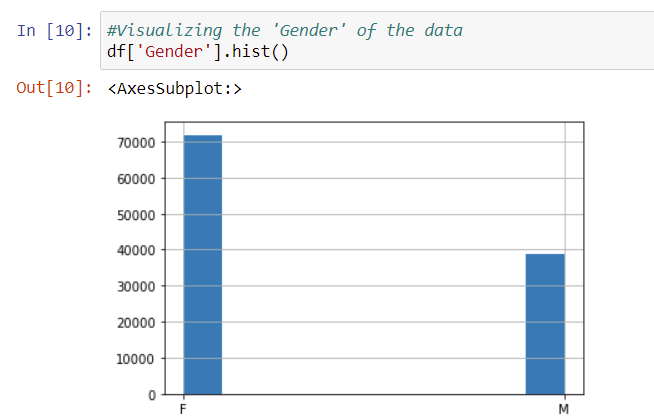 In [10]: #Visualizing the 'Gender' of the data
df['Gender'].hist()
Out[10]: <AxesSubplot:>
70000
60000
50000
40000
30000
20000
10000
0
F M